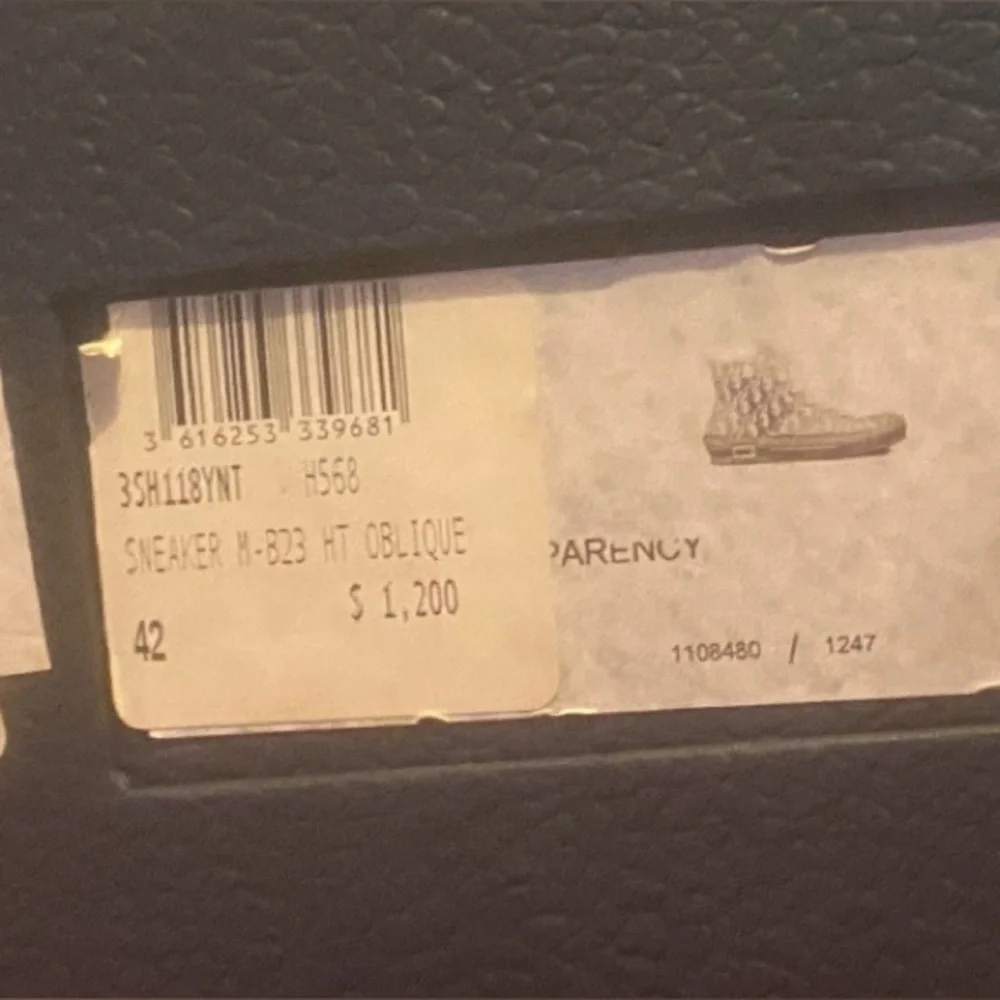 3 616253 339681
3SH118YNT H568
SNEAKER M-B23 HT OBLIQUE
$ 1,200
42
PARENCY
1108480 / 1247